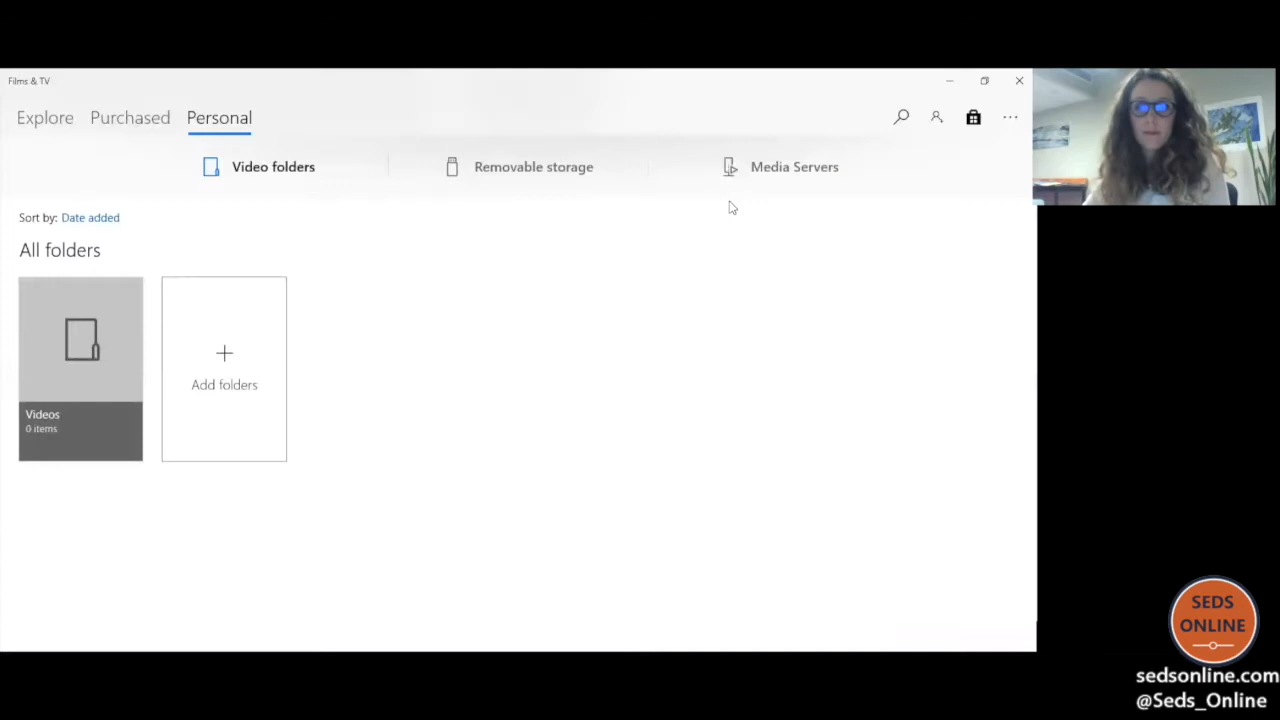 Films & TV
Explore Purchased Personal
Video folders Removable storage Media Servers
Sort by: Date added
All folders
Add folders
Videos
0 items
SEDS
ONLINE
sedsonline.com
@Seds_Online